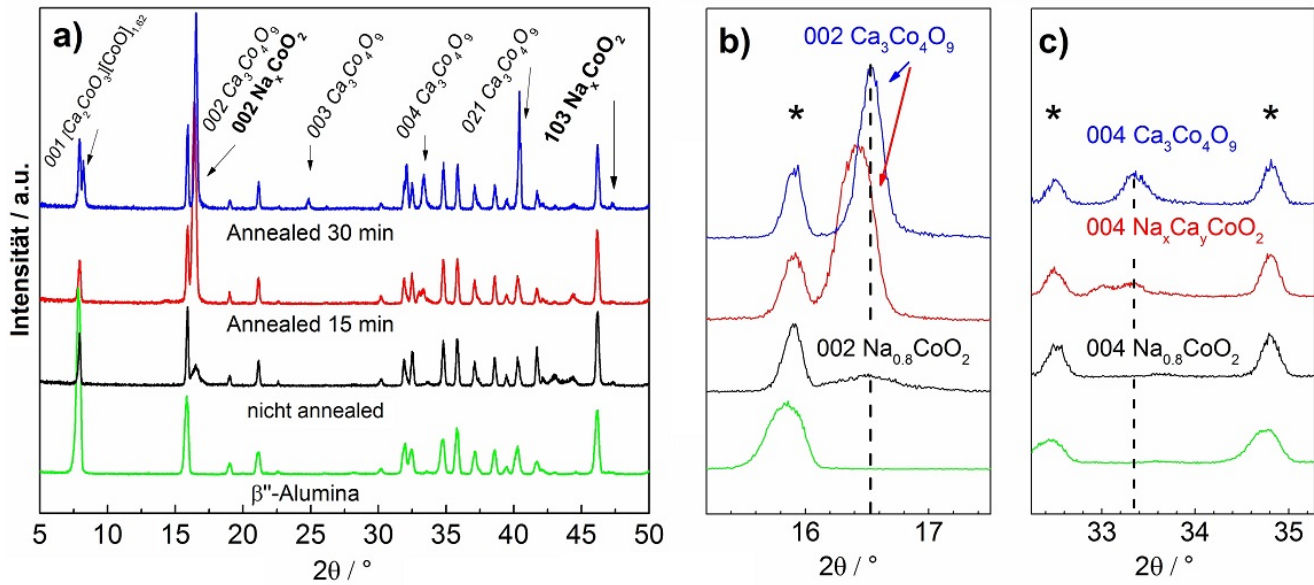 a)
001 [Ca₂CoO₃][CoO]₁.₆₂
002 Ca₃Co₄O₉
002 NaₓCoO₂
003 Ca₃Co₄O₉
004 Ca₃Co₄O₉
021 Ca₃Co₄O₉
103 NaₓCoO₂
Annealed 30 min
Annealed 15 min
nicht annealed
β''-Alumina
Intensität / a.u.
5 10 15 20 25 30 35 40 45 50
2θ / °
b)
002 Ca₃Co₄O₉
*
002 Na₀.₈CoO₂
16 17
2θ / °
c)
* *
004 Ca₃Co₄O₉
004 NaₓCa_yCoO₂
004 Na₀.₈CoO₂
33 34 35
2θ / °